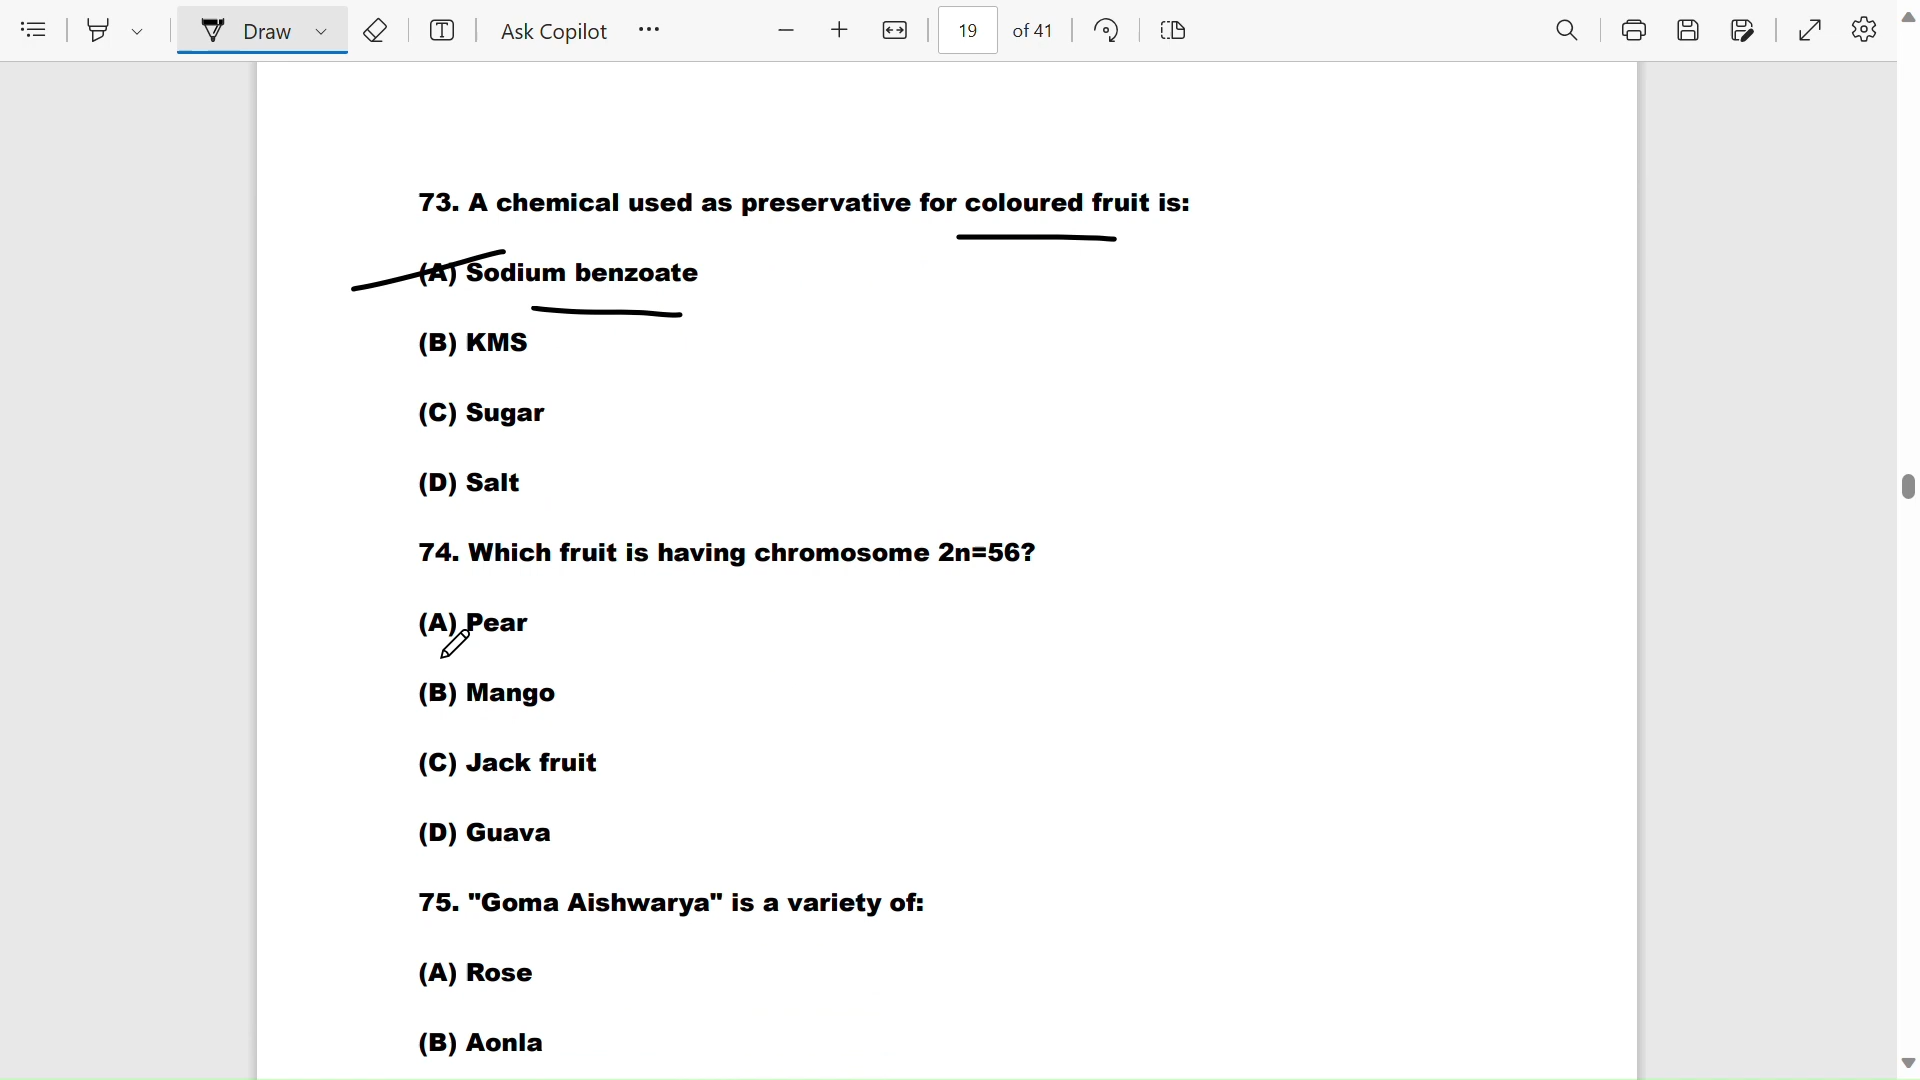 Draw Ask Copilot 19 of 41
73. A chemical used as preservative for coloured fruit is:
(A) Sodium benzoate
(B) KMS
(C) Sugar
(D) Salt
74. Which fruit is having chromosome 2n=56?
(A) Pear
(B) Mango
(C) Jack fruit
(D) Guava
75. "Goma Aishwarya" is a variety of:
(A) Rose
(B) Aonla